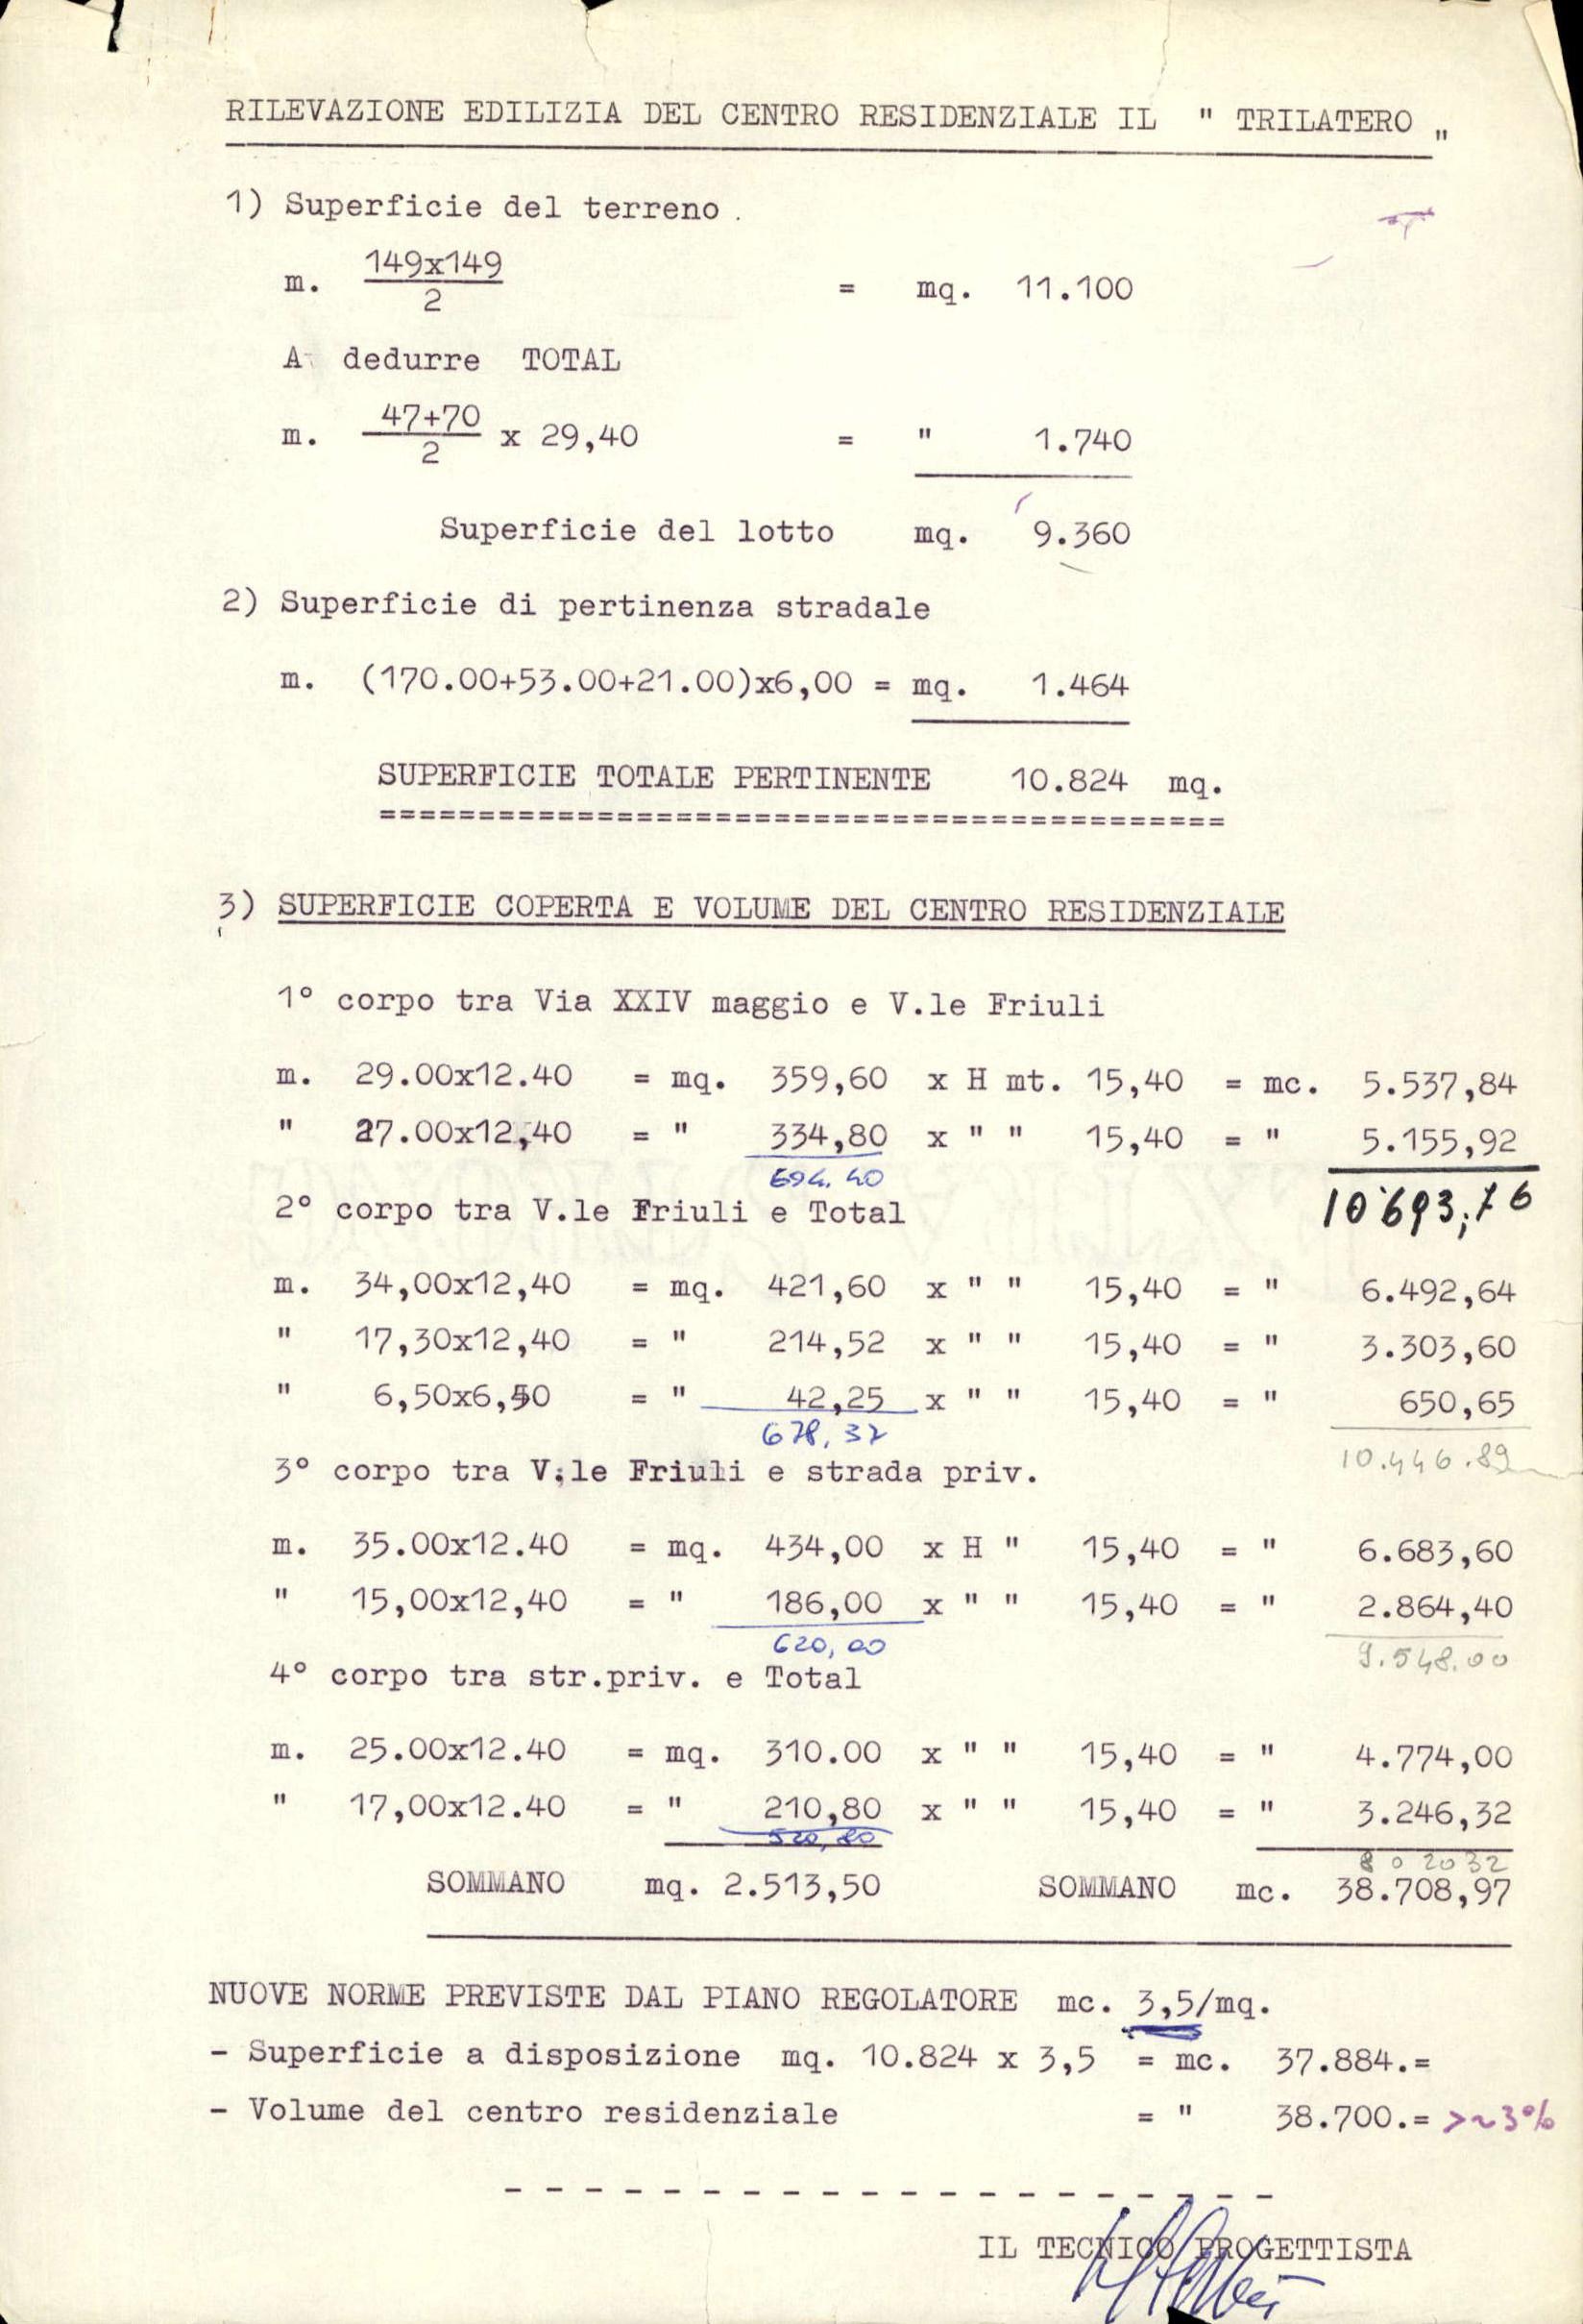 RILEVAZIONE EDILIZIA DEL CENTRO RESIDENZIALE IL " TRILATERO "
1) Superficie del terreno .
m. 149x149 / 2 = mq. 11.100
A dedurre TOTAL
m. 47+70 / 2 x 29,40 = " 1.740
Superficie del lotto mq. 9.360
2) Superficie di pertinenza stradale
m. (170.00+53.00+21.00)x6,00 = mq. 1.464
SUPERFICIE TOTALE PERTINENTE 10.824 mq.
===========================================
3) SUPERFICIE COPERTA E VOLUME DEL CENTRO RESIDENZIALE
1° corpo tra Via XXIV maggio e V.le Friuli
m. 29.00x12.40 = mq. 359,60 x H mt. 15,40 = mc. 5.537,84
" 27.00x12,40 = " 334,80 x " " 15,40 = " 5.155,92
694.40
10'693,76
2° corpo tra V.le Friuli e Total
m. 34,00x12,40 = mq. 421,60 x " " 15,40 = " 6.492,64
" 17,30x12,40 = " 214,52 x " " 15,40 = " 3.303,60
" 6,50x6,50 = " 42,25 x " " 15,40 = " 650,65
678,37
10.446.89
3° corpo tra V.le Friuli e strada priv.
m. 35.00x12.40 = mq. 434,00 x H " 15,40 = " 6.683,60
" 15,00x12,40 = " 186,00 x " " 15,40 = " 2.864,40
620,00
9.548.00
4° corpo tra str.priv. e Total
m. 25.00x12.40 = mq. 310.00 x " " 15,40 = " 4.774,00
" 17,00x12.40 = " 210,80 x " " 15,40 = " 3.246,32
520,80
802032
SOMMANO mq. 2.513,50 SOMMANO mc. 38.708,97
NUOVE NORME PREVISTE DAL PIANO REGOLATORE mc. 3,5/mq.
- Superficie a disposizione mq. 10.824 x 3,5 = mc. 37.884.=
- Volume del centro residenziale = " 38.700.= >~3%
- - - - - - - - - - - - - - - - - - - -
IL TECNICO PROGETTISTA